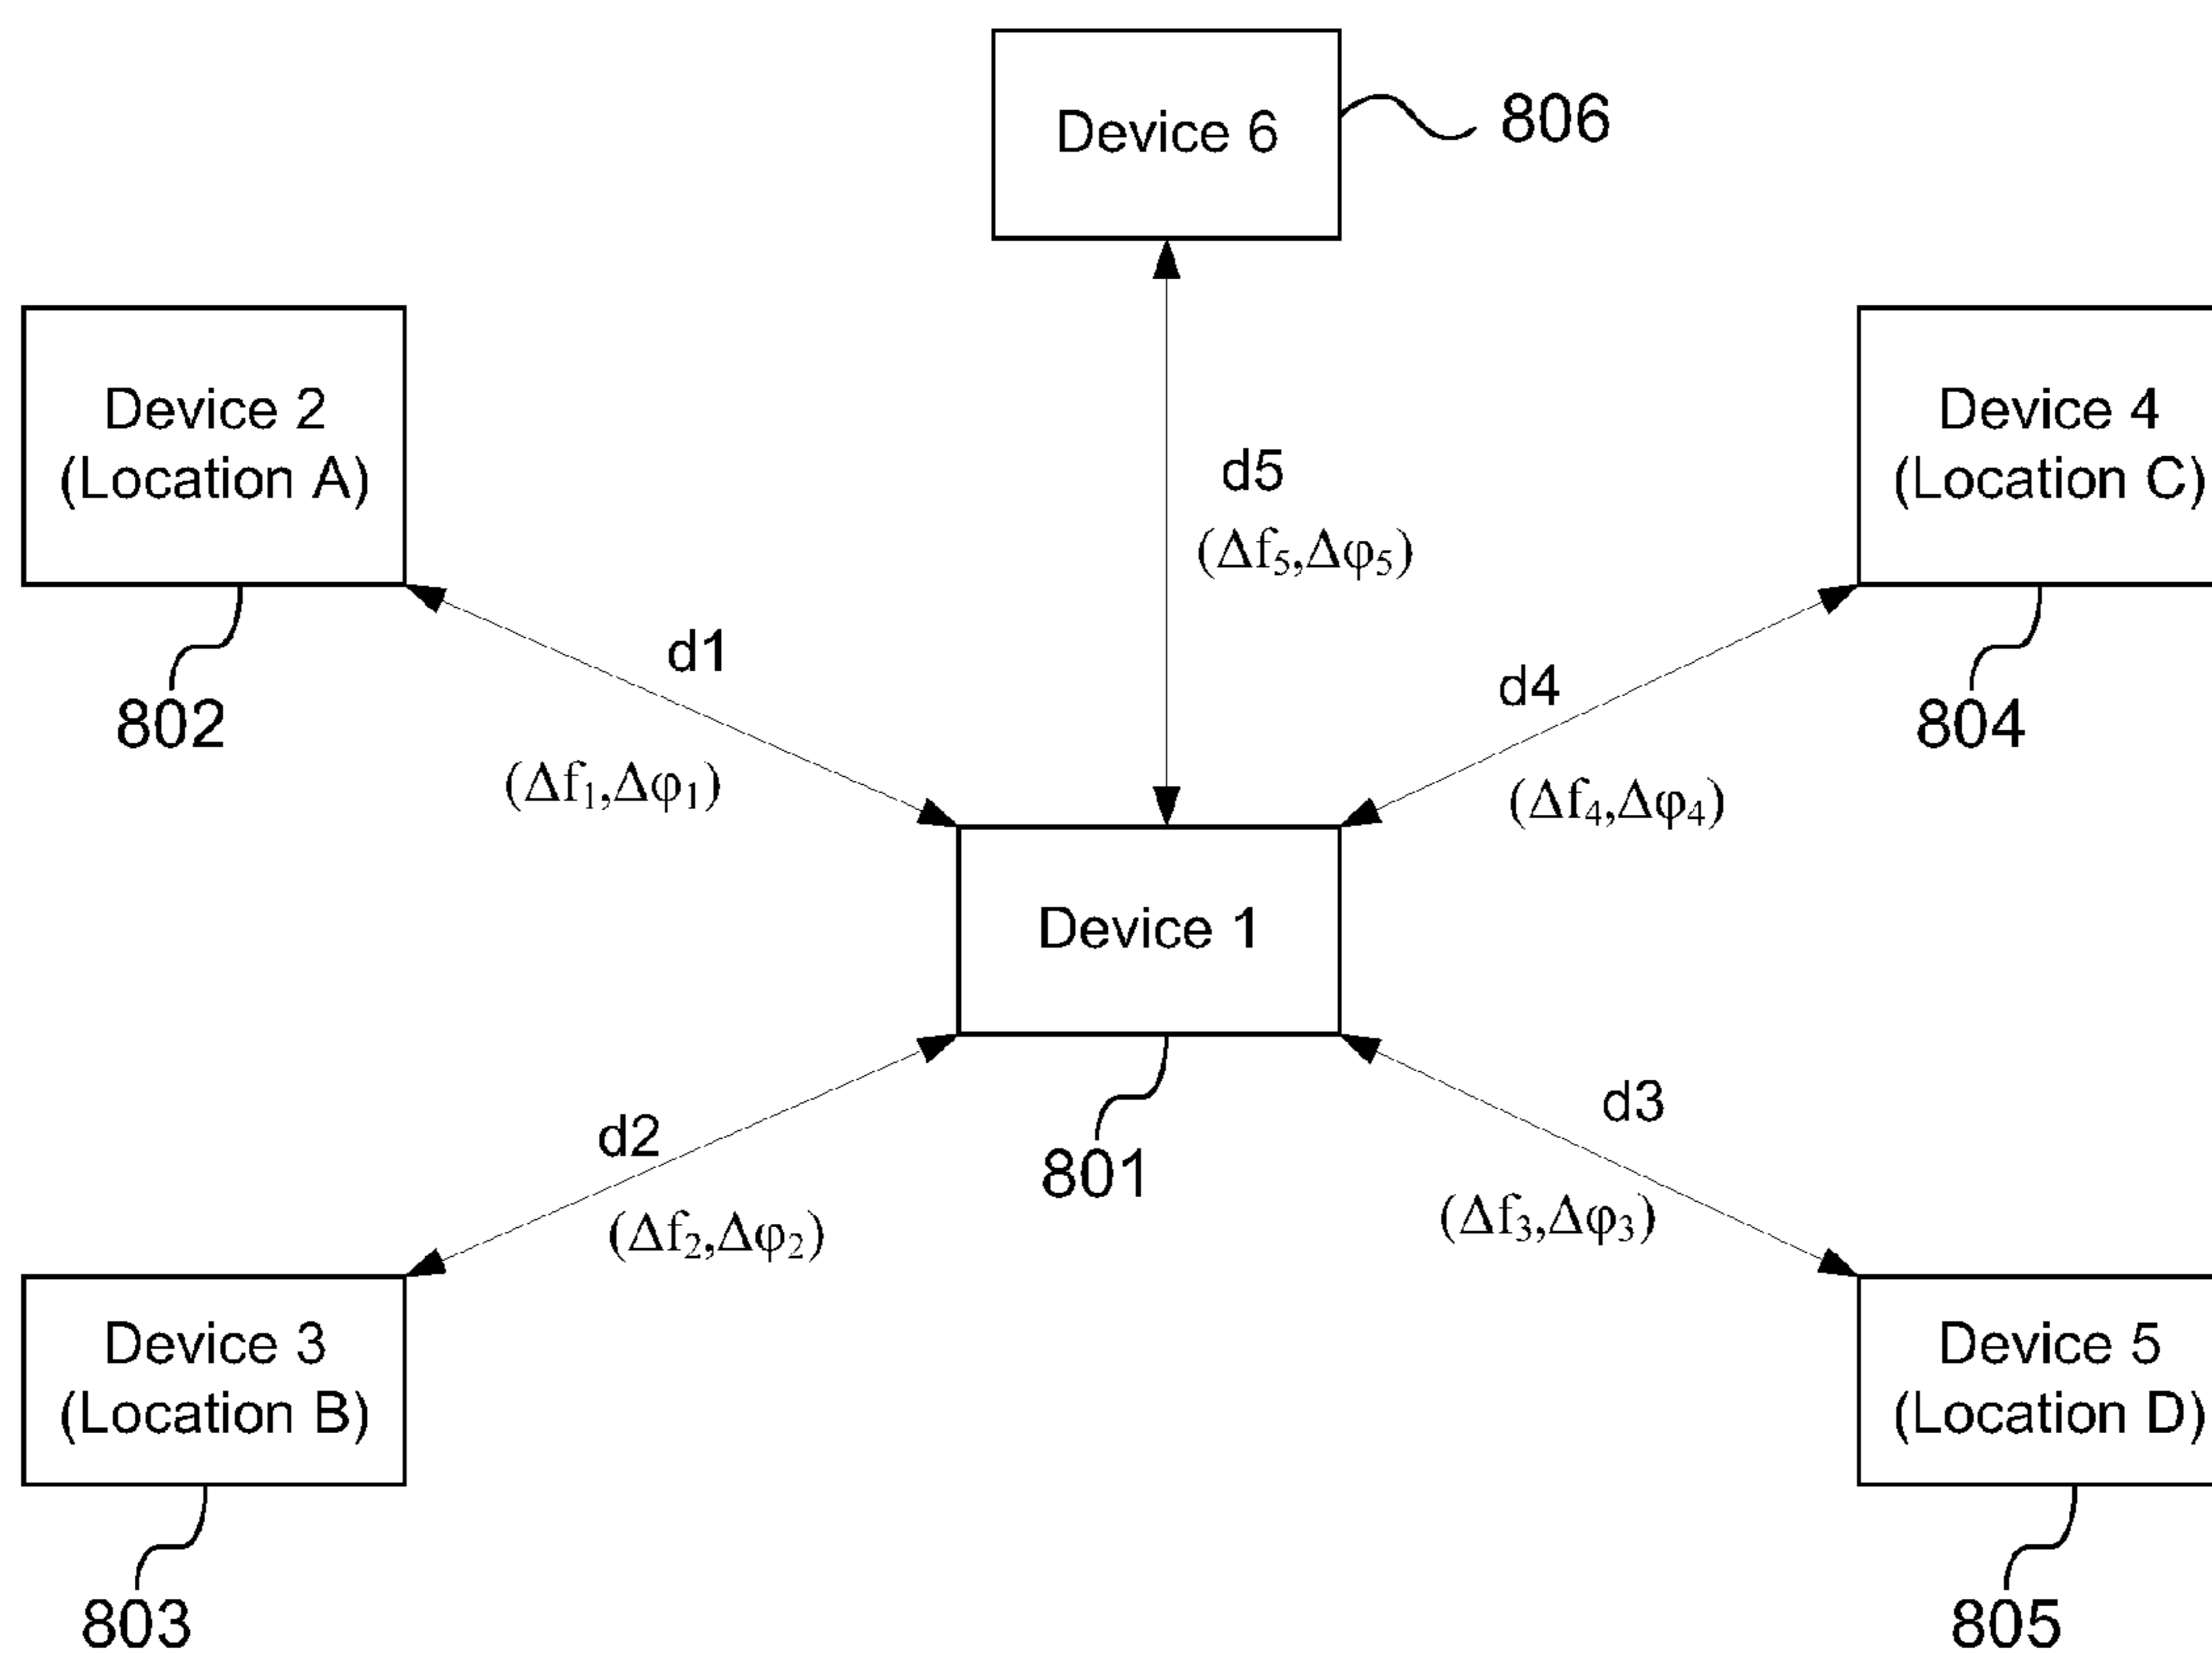 Device 6
806
Device 2
(Location A)
802
Device 4
(Location C)
804
d5
(Δf₅,Δφ₅)
d1
(Δf₁,Δφ₁)
d4
(Δf₄,Δφ₄)
Device 1
801
d2
(Δf₂,Δφ₂)
d3
(Δf₃,Δφ₃)
Device 3
(Location B)
803
Device 5
(Location D)
805